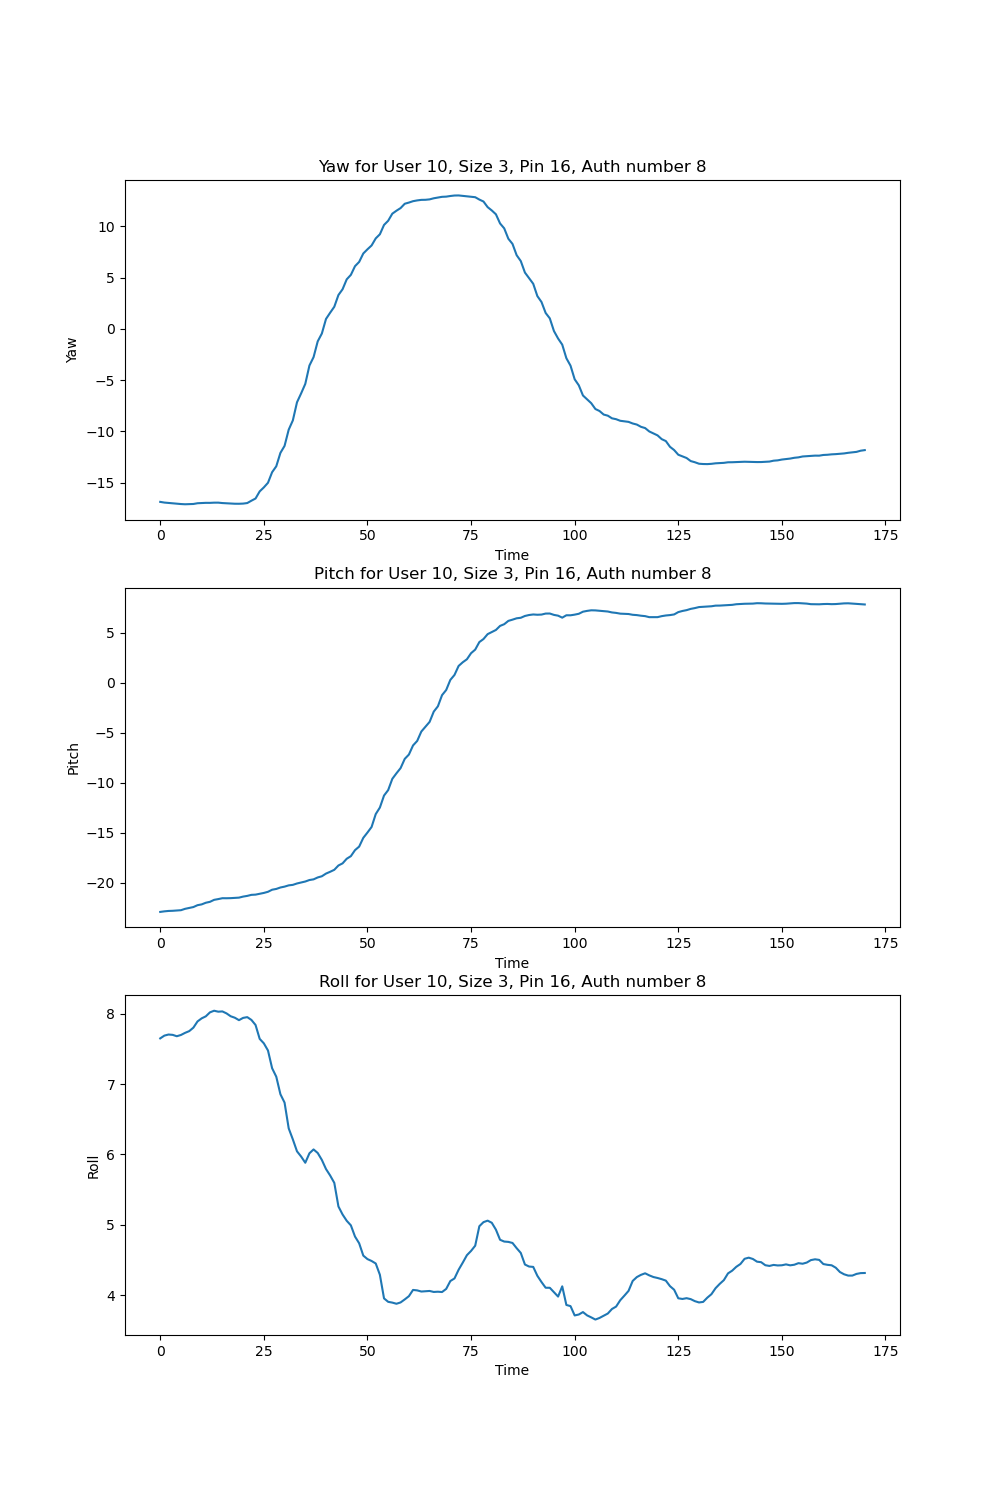 Yaw for User 10, Size 3, Pin 16, Auth number 8
10
5
0
−5
−10
−15
Yaw
0 25 50 75 100 125 150 175
Time
Pitch for User 10, Size 3, Pin 16, Auth number 8
5
0
−5
−10
−15
−20
Pitch
0 25 50 75 100 125 150 175
Time
Roll for User 10, Size 3, Pin 16, Auth number 8
8
7
6
5
4
Roll
0 25 50 75 100 125 150 175
Time